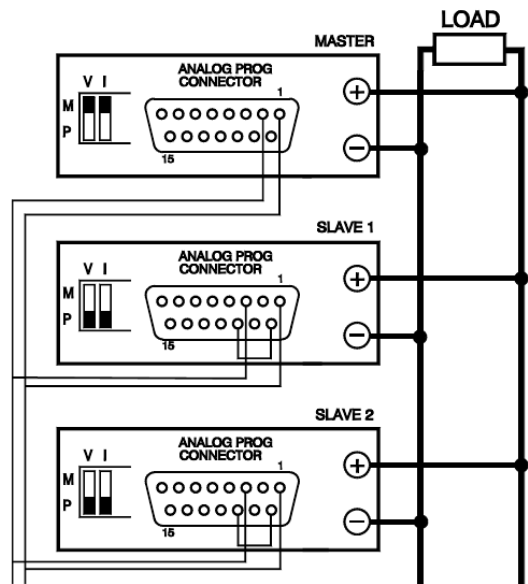 LOAD
MASTER
ANALOG PROG
CONNECTOR
V I
M
P
1
15
+
−
SLAVE 1
ANALOG PROG
CONNECTOR
V I
M
P
1
15
+
−
SLAVE 2
ANALOG PROG
CONNECTOR
V I
M
P
1
15
+
−